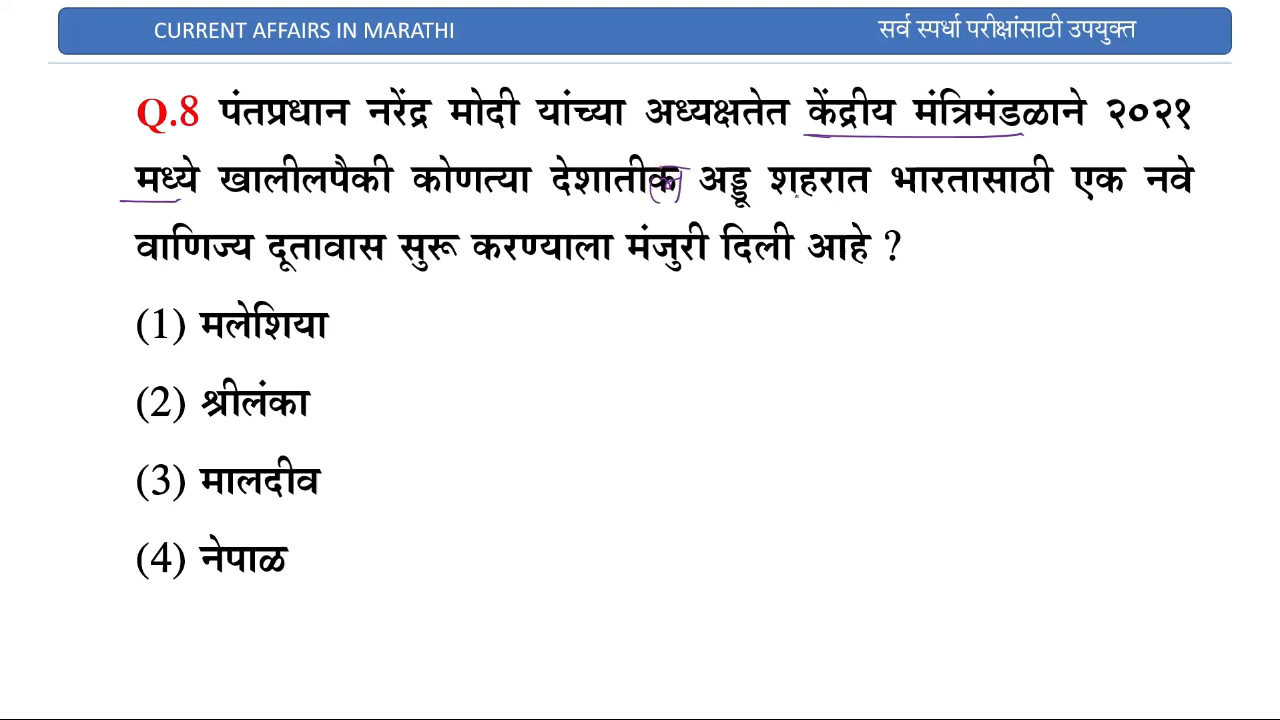 CURRENT AFFAIRS IN MARATHI सर्व स्पर्धा परीक्षांसाठी उपयुक्त
Q.8 पंतप्रधान नरेंद्र मोदी यांच्या अध्यक्षतेत केंद्रीय मंत्रिमंडळाने २०२१
मध्ये खालीलपैकी कोणत्या देशातीक अड्डू शहरात भारतासाठी एक नवे
वाणिज्य दूतावास सुरू करण्याला मंजुरी दिली आहे ?
(1) मलेशिया
(2) श्रीलंका
(3) मालदीव
(4) नेपाळ